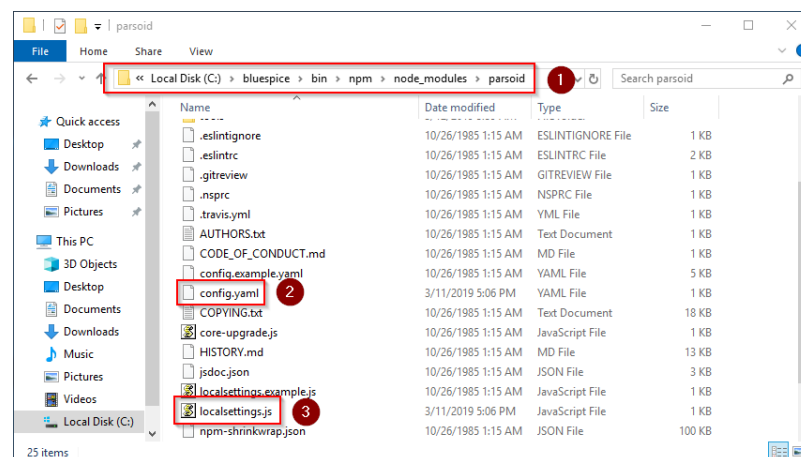 parsoid
File Home Share View
« Local Disk (C:) › bluespice › bin › npm › node_modules › parsoid 1 Search parsoid
Name Date modified Type Size
Quick access
Desktop
Downloads
Documents
Pictures
This PC
3D Objects
Desktop
Documents
Downloads
Music
Pictures
Videos
Local Disk (C:)
.eslintignore 10/26/1985 1:15 AM ESLINTIGNORE File 1 KB
.eslintrc 10/26/1985 1:15 AM ESLINTRC File 2 KB
.gitreview 10/26/1985 1:15 AM GITREVIEW File 1 KB
.nsprc 10/26/1985 1:15 AM NSPRC File 1 KB
.travis.yml 10/26/1985 1:15 AM YML File 1 KB
AUTHORS.txt 10/26/1985 1:15 AM Text Document 1 KB
CODE_OF_CONDUCT.md 10/26/1985 1:15 AM MD File 1 KB
config.example.yaml 10/26/1985 1:15 AM YAML File 5 KB
config.yaml 2 3/11/2019 5:06 PM YAML File 1 KB
COPYING.txt 10/26/1985 1:15 AM Text Document 18 KB
core-upgrade.js 10/26/1985 1:15 AM JavaScript File 1 KB
HISTORY.md 10/26/1985 1:15 AM MD File 13 KB
jsdoc.json 10/26/1985 1:15 AM JSON File 3 KB
localsettings.example.js 10/26/1985 1:15 AM JavaScript File 1 KB
localsettings.js 3 3/11/2019 5:06 PM JavaScript File 1 KB
npm-shrinkwrap.json 10/26/1985 1:15 AM JSON File 100 KB
25 items